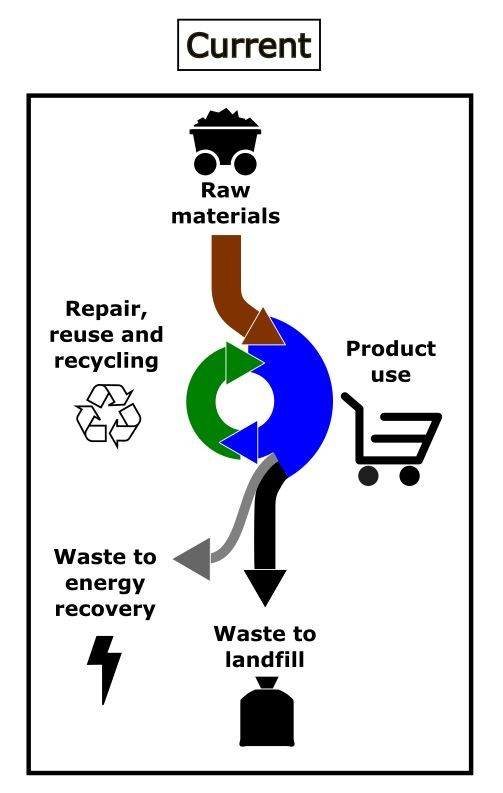 Current
Raw
materials
Repair,
reuse and
recycling
Product
use
Waste to
energy
recovery
Waste to
landfill